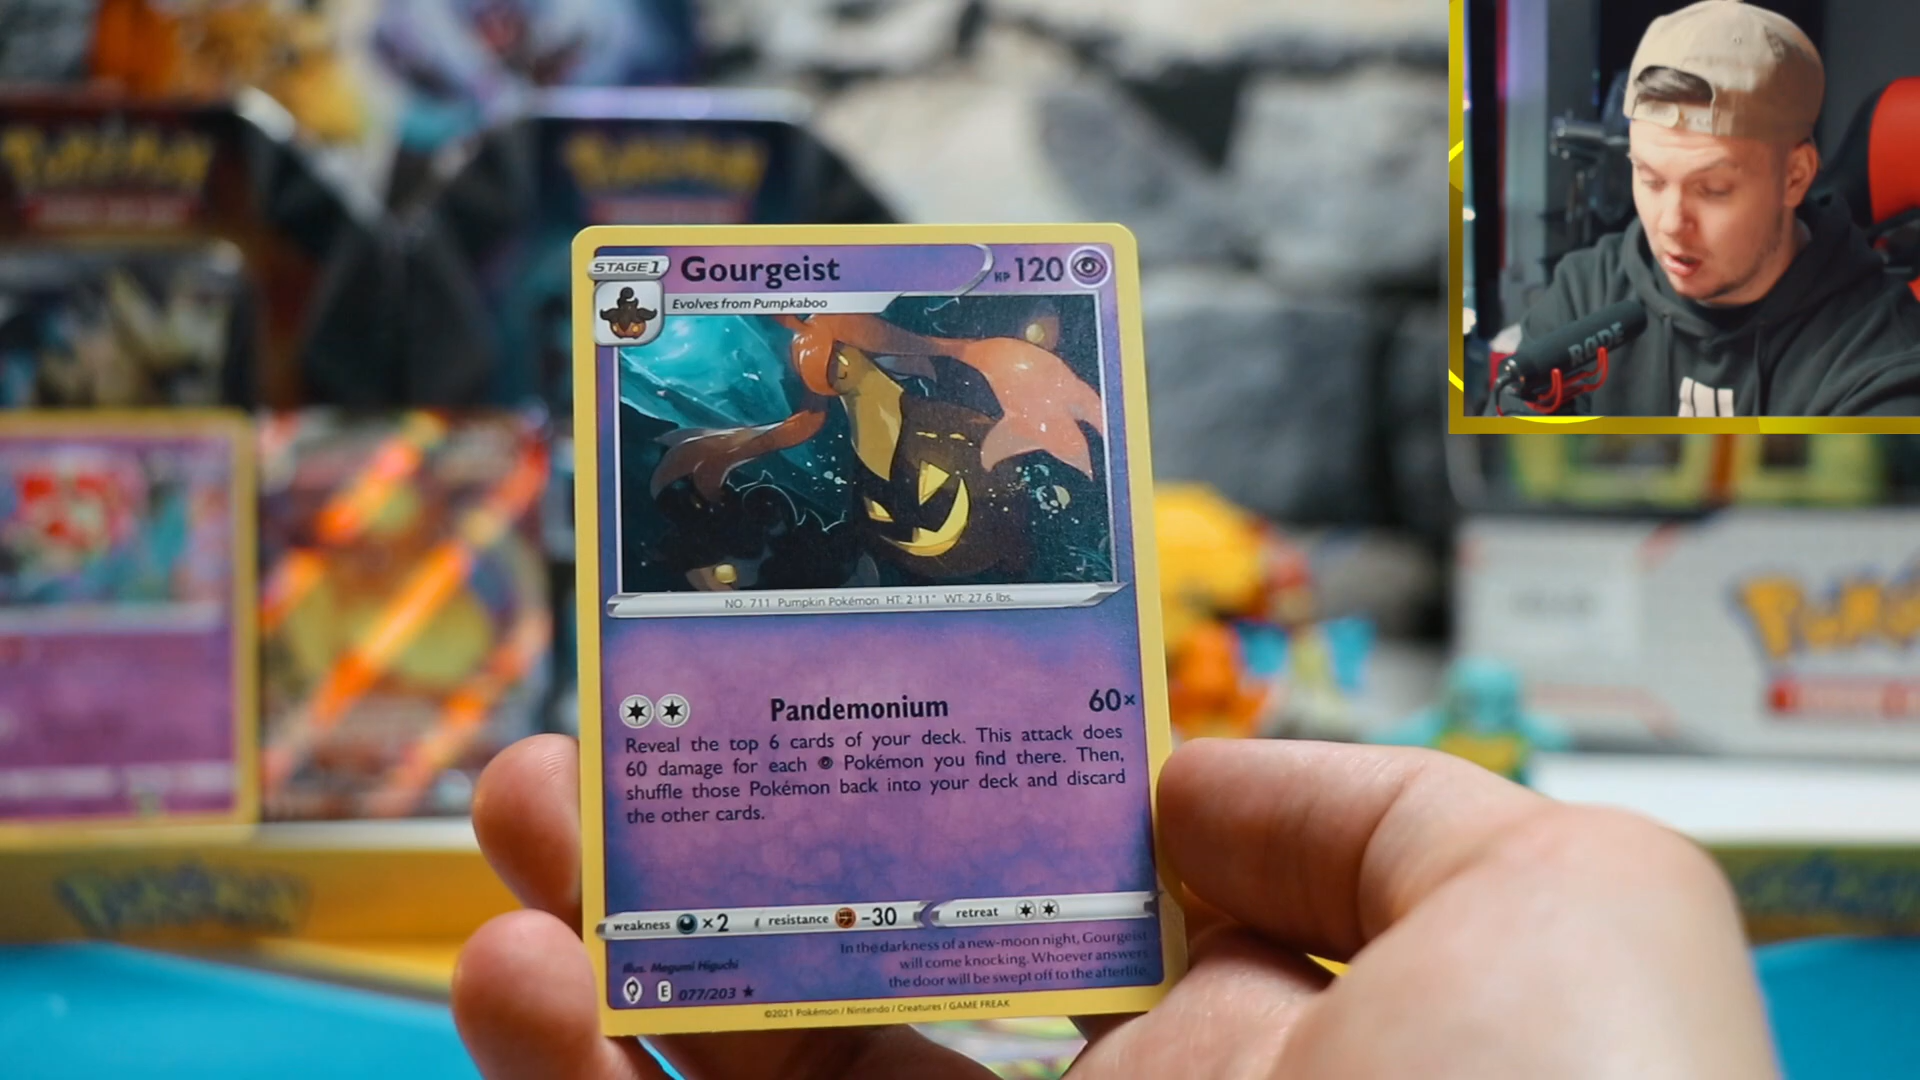 POKéMON
POKéMON
STAGE 1
Gourgeist
HP 120
Evolves from Pumpkaboo
RODE
NO. 711 Pumpkin Pokémon HT: 2'11" WT: 27.6 lbs.
Pandemonium 60×
Reveal the top 6 cards of your deck. This attack does
60 damage for each Pokémon you find there. Then,
shuffle those Pokémon back into your deck and discard
the other cards.
weakness ×2 resistance -30 retreat
In the darkness of a new-moon night, Gourgeist
will come knocking. Whoever answers
the door will be swept off to the afterlife.
Illus. Megumi Higuchi
E 077/203
©2021 Pokémon / Nintendo / Creatures / GAME FREAK